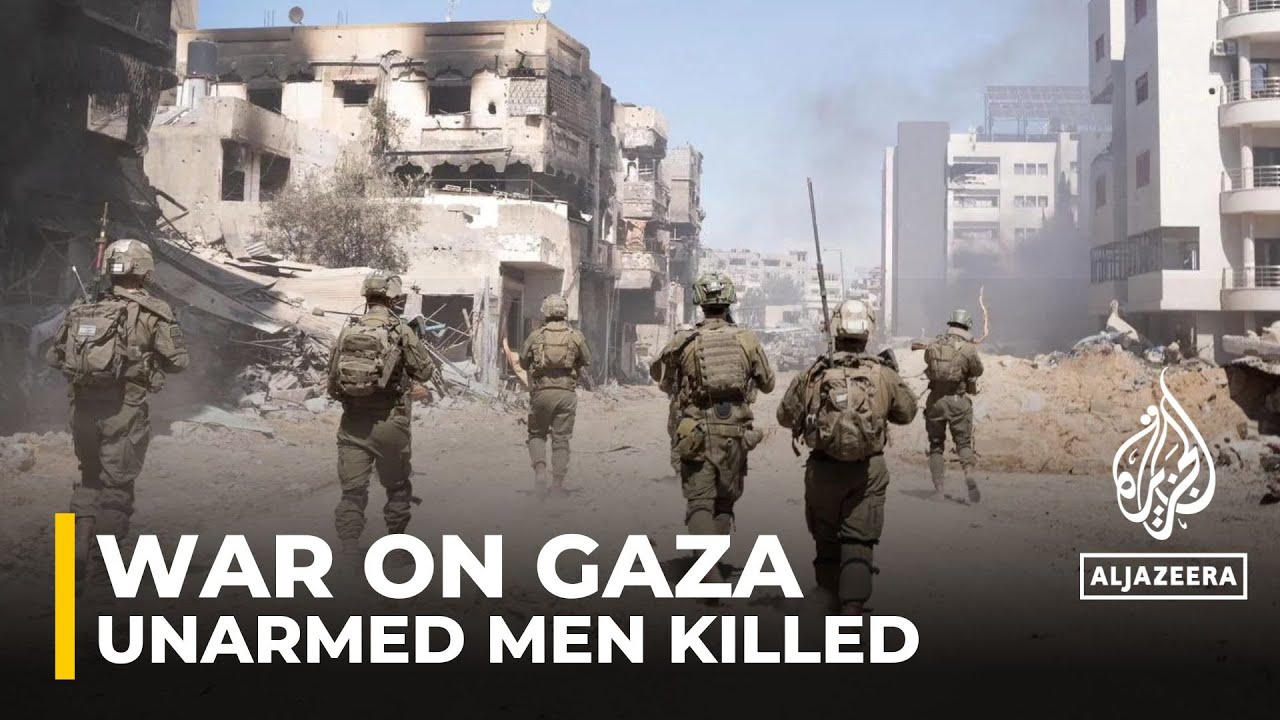 WAR ON GAZA
UNARMED MEN KILLED
الجزيرة
ALJAZEERA